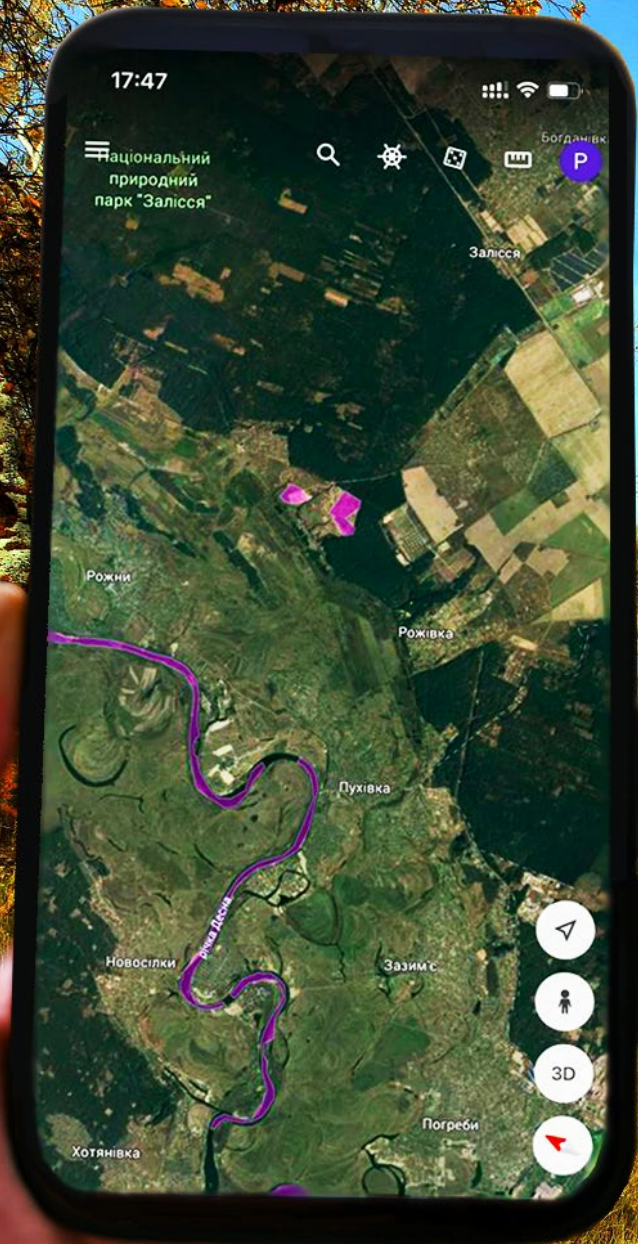 17:47
Богданівк
Національний
природний
парк "Залісся"
P
Залісся
Рожни
Рожівка
Пухівка
річка Десна
Новосілки
Зазим'є
3D
Погреби
Хотянівка